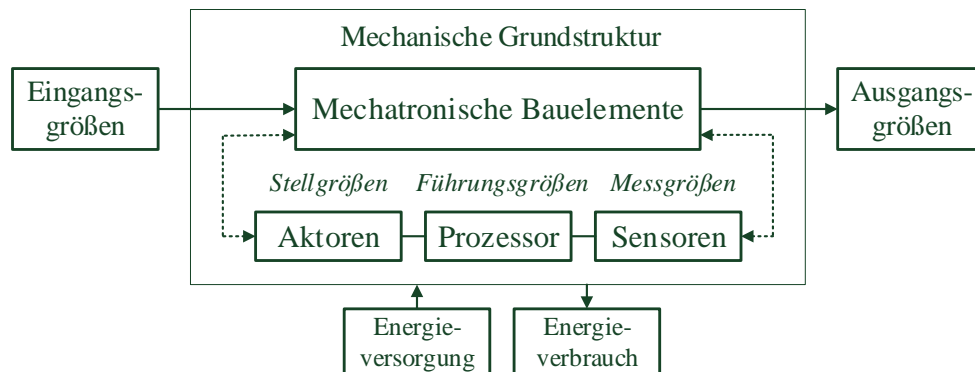 Mechanische Grundstruktur
Eingangs-
größen
Mechatronische Bauelemente
Ausgangs-
größen
Stellgrößen
Führungsgrößen
Messgrößen
Aktoren
Prozessor
Sensoren
Energie-
versorgung
Energie-
verbrauch